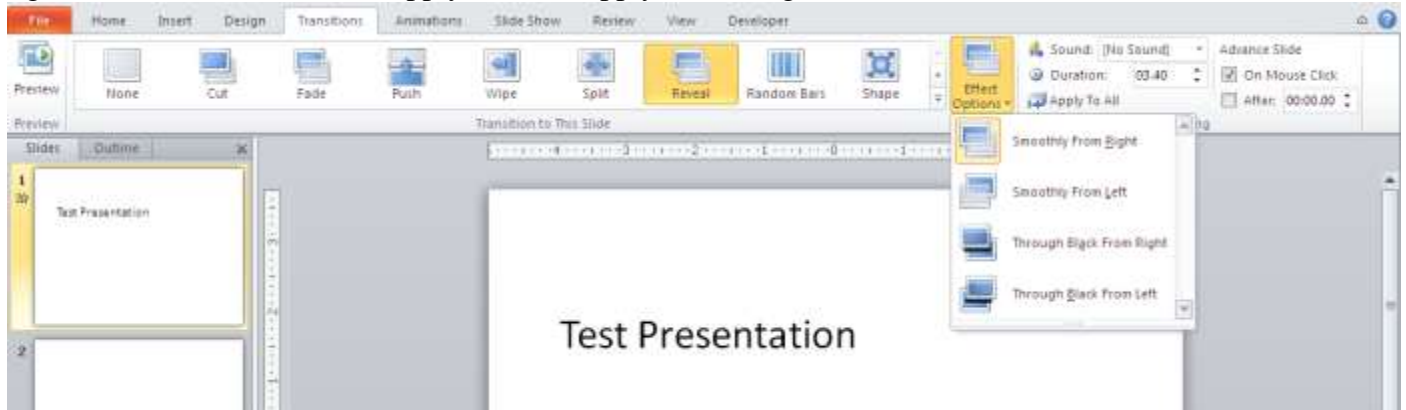 File Home Insert Design Transitions Animations Slide Show Review View Developer
Preview None Cut Fade Push Wipe Split Reveal Random Bars Shape Effect Options
Sound: [No Sound] Advance Slide
Duration: 03.40 On Mouse Click
Apply To All After: 00:00.00
Preview Transition to This Slide
Slides Outline
Smoothly From Right
1
Test Presentation
Smoothly From Left
Through Black From Right
Through Black From Left
Test Presentation
2